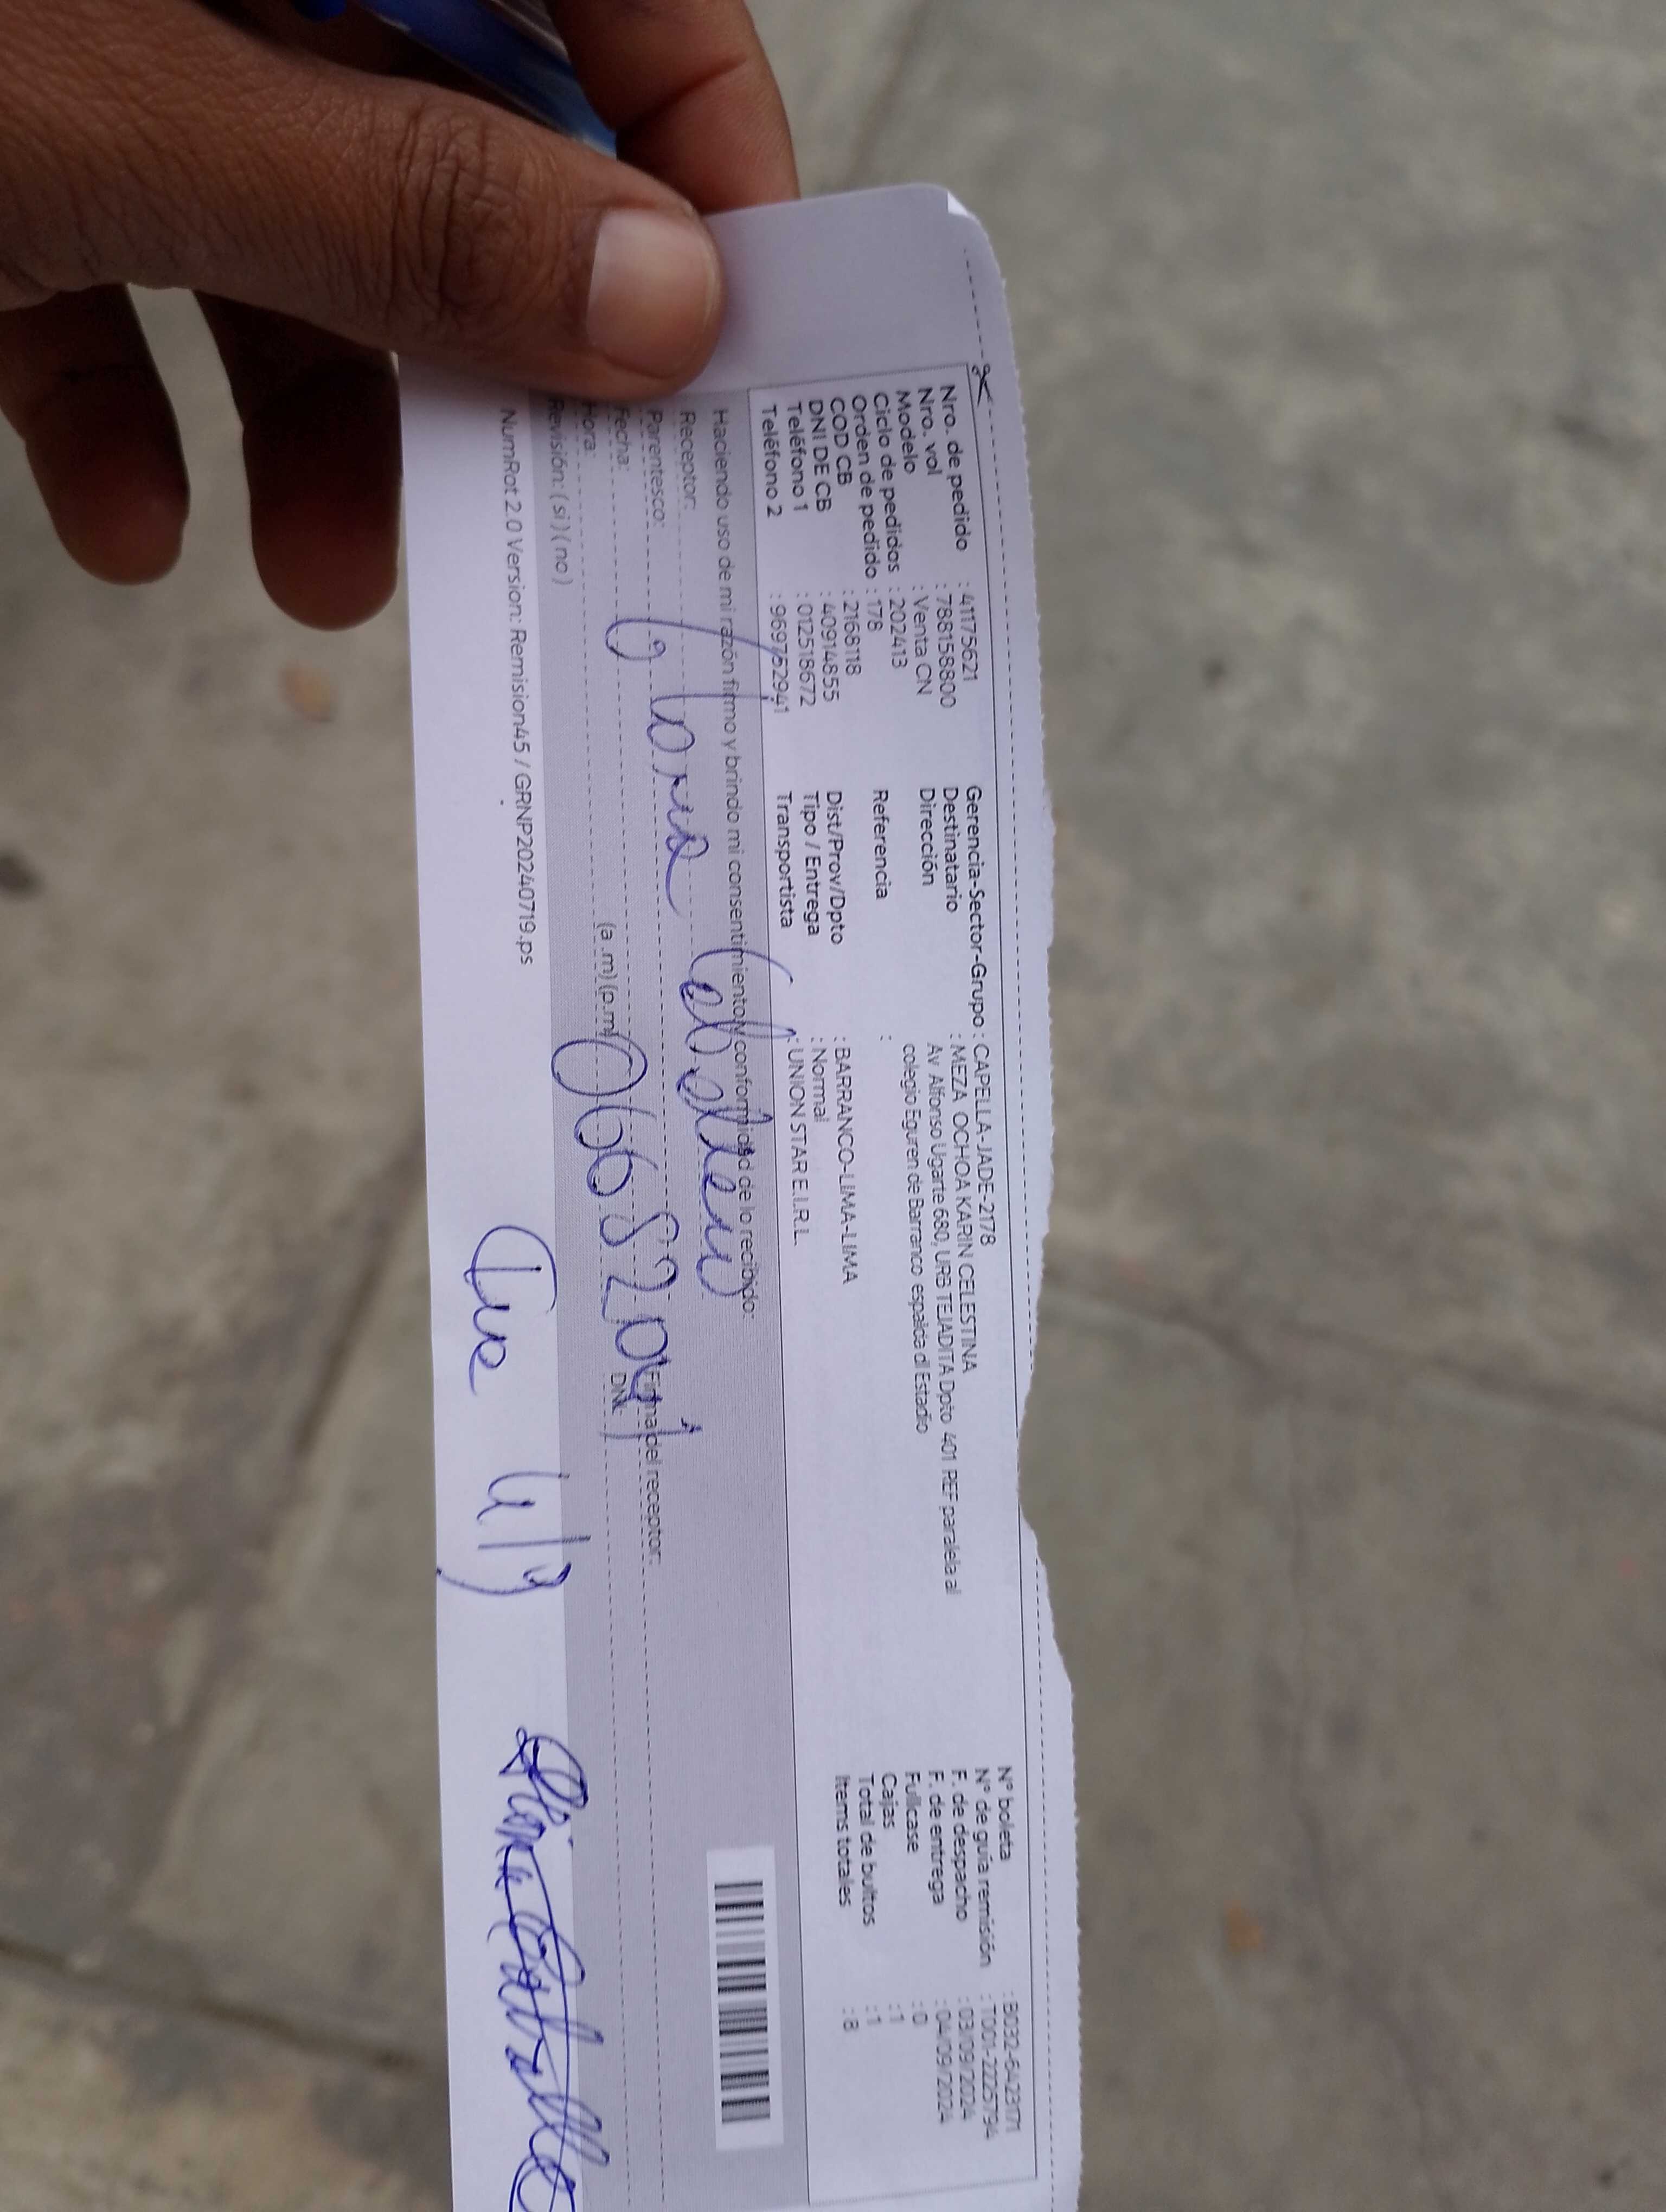 Nro. de pedido : 41175621
Nro. vol : 788158800
Modelo : Venta CN
Ciclo de pedidos : 202413
Orden de pedido : 178
COD CB : 2168118
DNI DE CB : 40914855
Teléfono 1 : 012518672
Teléfono 2 : 969752941
Gerencia-Sector-Grupo : CAPELLA-JADE-2178
Destinatario : MEZA OCHOA KARIN CELESTINA
Dirección Av Alfonso Ugarte 680, URB TEJADITA Dpto 401 REF paralela al
colegio Eguren de Barranco espalda dl Estadio
Referencia :
Dist/Prov/Dpto : BARRANCO-LIMA-LIMA
Tipo / Entrega : Normal
Transportista : UNION STAR E.I.R.L.
N° boleta : B032-6423171
N° de guía remisión : T001-2225794
F. de despacho : 03/09/2024
F. de entrega : 04/09/2024
Fullcase : 0
Cajas : 1
Total de bultos : 1
Items totales : 8
Haciendo uso de mi razón firmo y brindo mi consentimiento y conformidad de lo recibido:
Receptor:
Parentesco:
Fecha:
Hora: (a .m) (p.m)
Revisión: ( si ) ( no )
Firma del receptor:
DNI:
NumRot 2.0 Version: Remision45 / GRNP20240719.ps